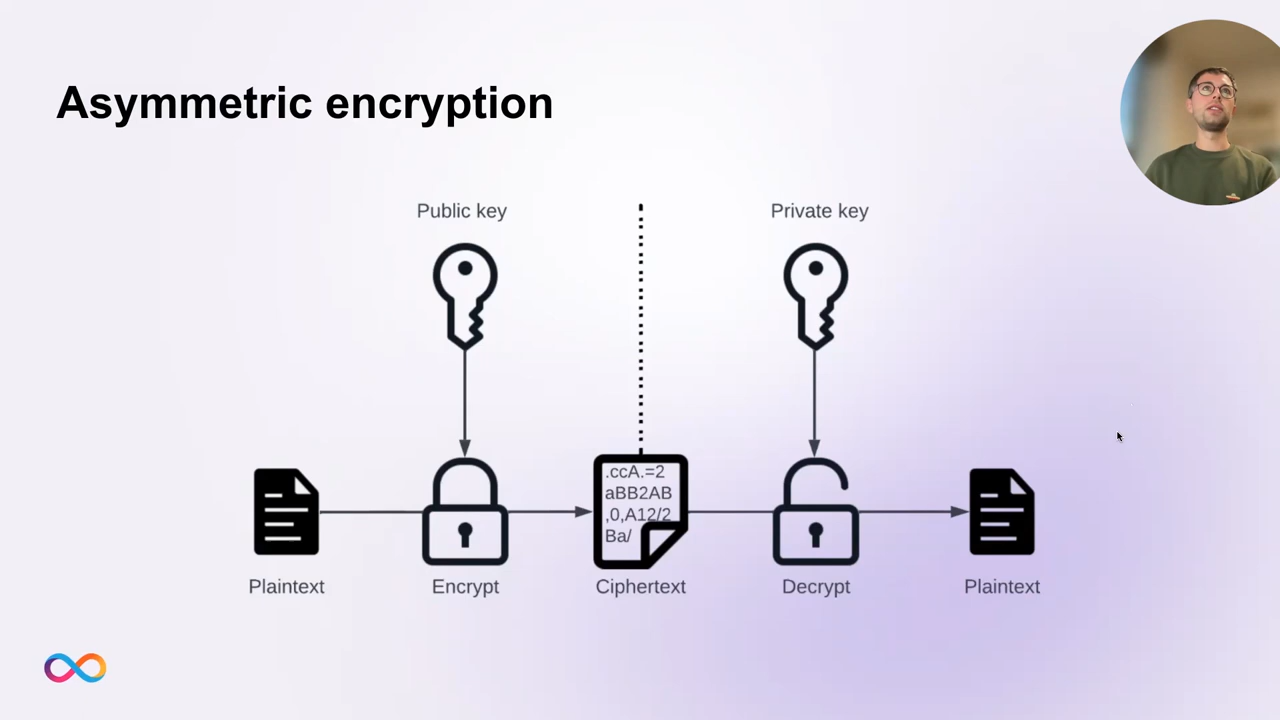 Asymmetric encryption
Public key
Private key
.ccA.=2
aBB2AB
,0,A12/2
Ba/
Plaintext
Encrypt
Ciphertext
Decrypt
Plaintext